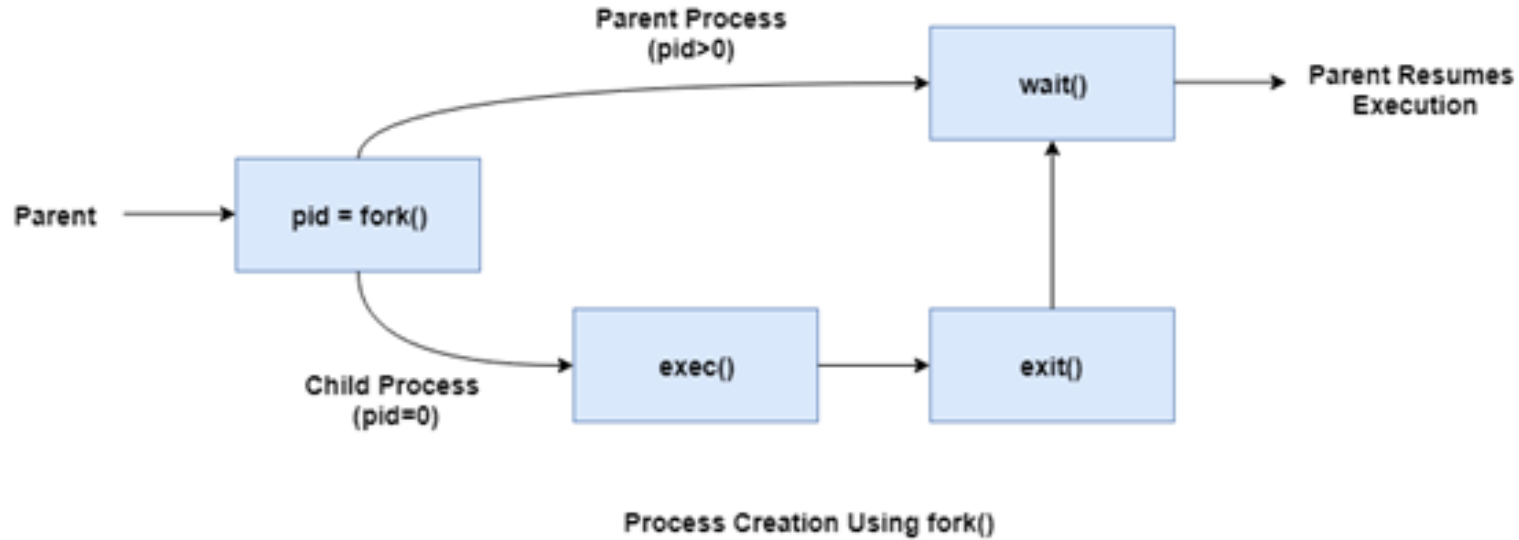 Parent Process
(pid>0)
wait()
Parent Resumes
Execution
Parent
pid = fork()
Child Process
(pid=0)
exec()
exit()
Process Creation Using fork()